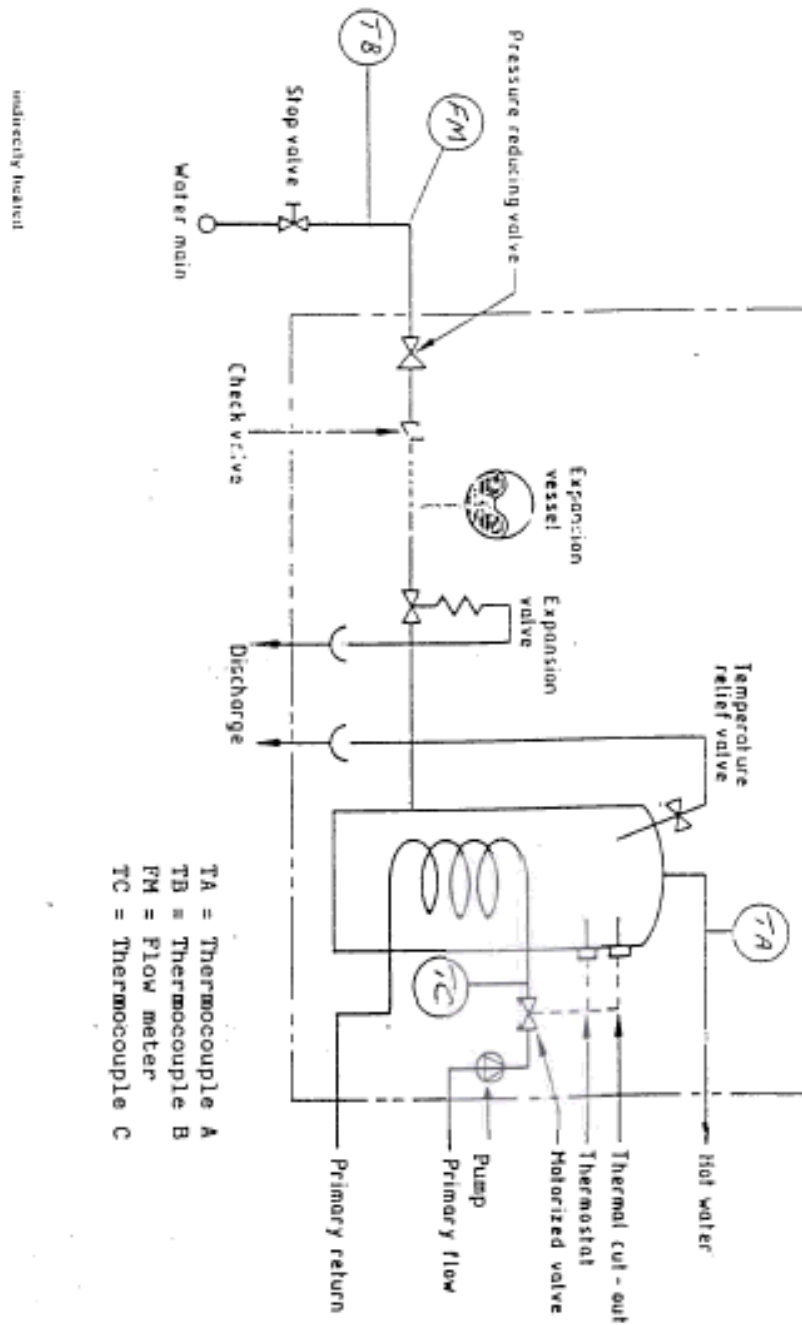 TB
FM
Pressure reducing valve
Stop valve
Water main
indirectly heated
Check
Expansion
vessel
Expansion
valve
Discharge
Temperature
relief valve
TA
TC
TA = Thermocouple A
TB = Thermocouple B
FM = Flow meter
TC = Thermocouple C
Hot water
Thermal cut-out
Thermostat
Motorized valve
Pump
Primary flow
Primary return